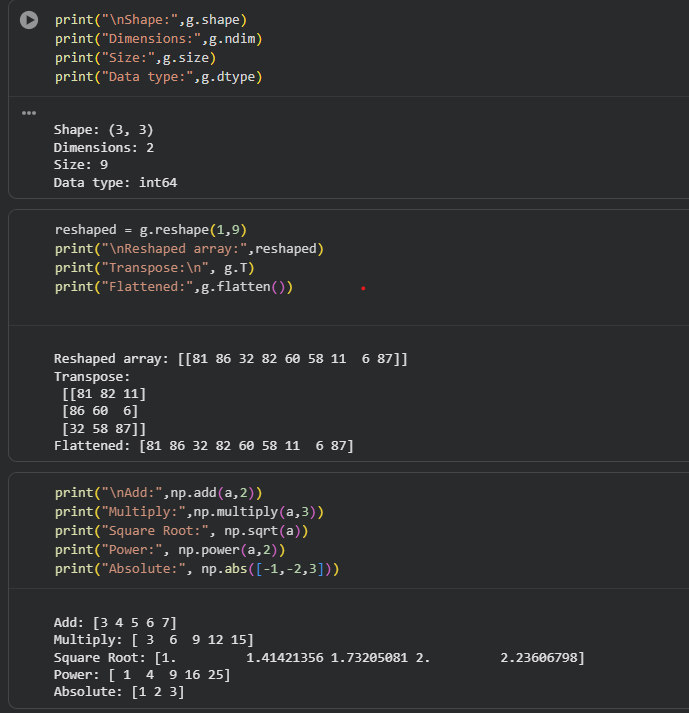 print("\nShape:",g.shape)
print("Dimensions:",g.ndim)
print("Size:",g.size)
print("Data type:",g.dtype)
Shape: (3, 3)
Dimensions: 2
Size: 9
Data type: int64
reshaped = g.reshape(1,9)
print("\nReshaped array:",reshaped)
print("Transpose:\n", g.T)
print("Flattened:",g.flatten())
Reshaped array: [[81 86 32 82 60 58 11  6 87]]
Transpose:
 [[81 82 11]
 [86 60  6]
 [32 58 87]]
Flattened: [81 86 32 82 60 58 11  6 87]
print("\nAdd:",np.add(a,2))
print("Multiply:",np.multiply(a,3))
print("Square Root:", np.sqrt(a))
print("Power:", np.power(a,2))
print("Absolute:", np.abs([-1,-2,3]))
Add: [3 4 5 6 7]
Multiply: [ 3  6  9 12 15]
Square Root: [1.         1.41421356 1.73205081 2.         2.23606798]
Power: [ 1  4  9 16 25]
Absolute: [1 2 3]